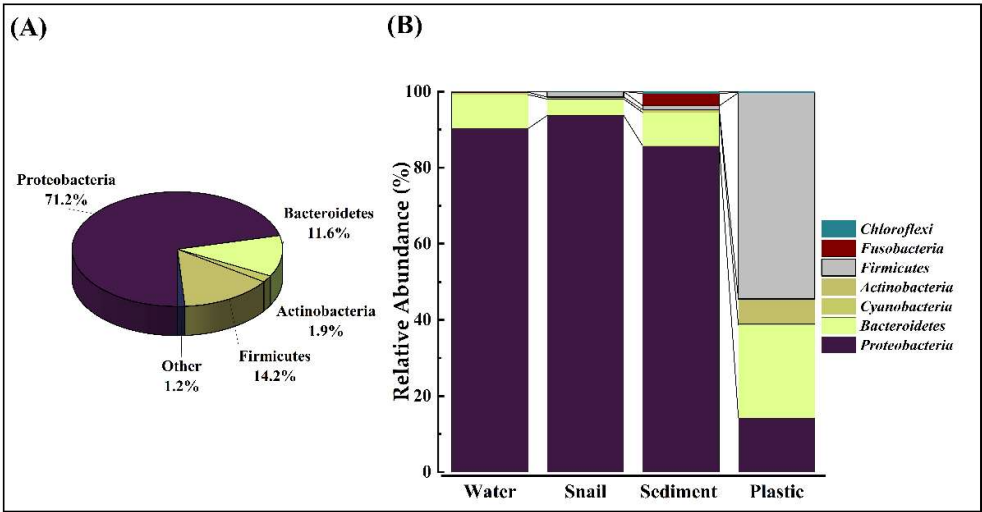 (A)
Proteobacteria
71.2%
Bacteroidetes
11.6%
Actinobacteria
1.9%
Firmicutes
14.2%
Other
1.2%
(B)
Relative Abundance (%)
100
80
60
40
20
0
Water Snail Sediment Plastic
Chloroflexi
Fusobacteria
Firmicutes
Actinobacteria
Cyanobacteria
Bacteroidetes
Proteobacteria